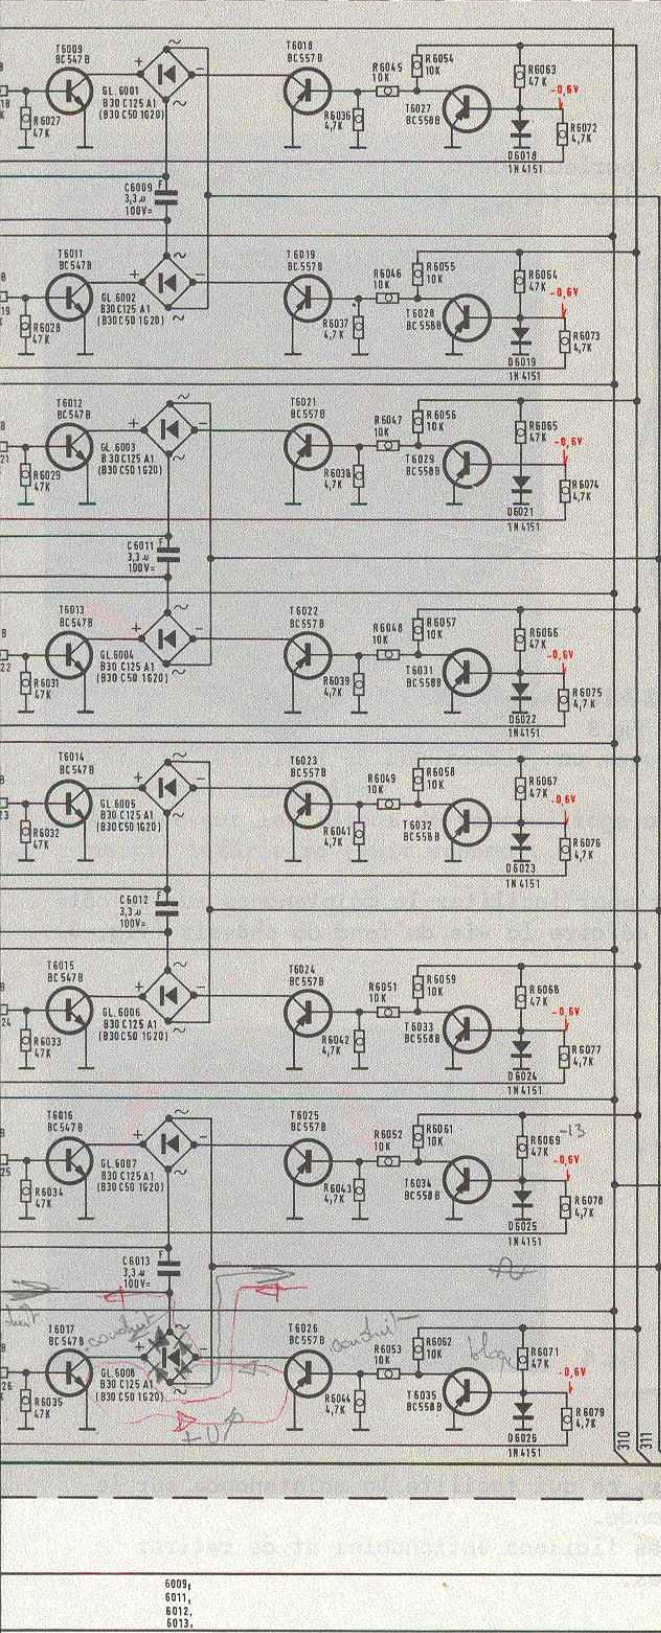 T6009
BC547B
+
~
GL.6001
B30 C125 A1
(B30 C50 1G20)
R6027
47K
-
T6018
BC557B
R6036
4,7K
R6045
10K
R6054
10K
T6027
BC558B
R6063
47K
-0,6V
D6018
1N4151
R6072
4,7K
C6009
3,3µ
100V=
T6011
BC547B
+
~
GL.6002
B30 C125 A1
(B30 C50 1G20)
R6028
47K
-
T6019
BC557B
R6037
4,7K
R6046
10K
R6055
10K
T6028
BC558B
R6064
47K
-0,6V
D6019
1N4151
R6073
4,7K
T6012
BC547B
+
~
GL.6003
B30 C125 A1
(B30 C50 1G20)
R6029
47K
-
T6021
BC557B
R6038
4,7K
R6047
10K
R6056
10K
T6029
BC558B
R6065
47K
-0,6V
D6021
1N4151
R6074
4,7K
C6011
3,3µ
100V=
T6013
BC547B
+
~
GL.6004
B30 C125 A1
(B30 C50 1G20)
R6031
47K
-
T6022
BC557B
R6039
4,7K
R6048
10K
R6057
10K
T6031
BC558B
R6066
47K
-0,6V
D6022
1N4151
R6075
4,7K
T6014
BC547B
+
~
GL.6005
B30 C125 A1
(B30 C50 1G20)
R6032
47K
-
T6023
BC557B
R6041
4,7K
R6049
10K
R6058
10K
T6032
BC558B
R6067
47K
-0,6V
D6023
1N4151
R6076
4,7K
C6012
3,3µ
100V=
T6015
BC547B
+
~
GL.6006
B30 C125 A1
(B30 C50 1G20)
R6033
47K
-
T6024
BC557B
R6042
4,7K
R6051
10K
R6059
10K
T6033
BC558B
R6068
47K
-0,6V
D6024
1N4151
R6077
4,7K
T6016
BC547B
+
~
GL.6007
B30 C125 A1
(B30 C50 1G20)
R6034
47K
-
T6025
BC557B
R6043
4,7K
R6052
10K
R6061
10K
T6034
BC558B
R6069
47K
-13
-0,6V
D6025
1N4151
R6078
4,7K
C6013
3,3µ
100V=
T6017
BC547B
conduit
GL.6008
B30 C125 A1
(B30 C50 1G20)
R6035
47K
T6026
BC557B
conduit
R6044
4,7K
R6053
10K
R6062
10K
bloqué
T6035
BC558B
R6071
47K
-0,6V
D6026
1N4151
R6079
4,7K
310
311
6009,
6011,
6012,
6013,